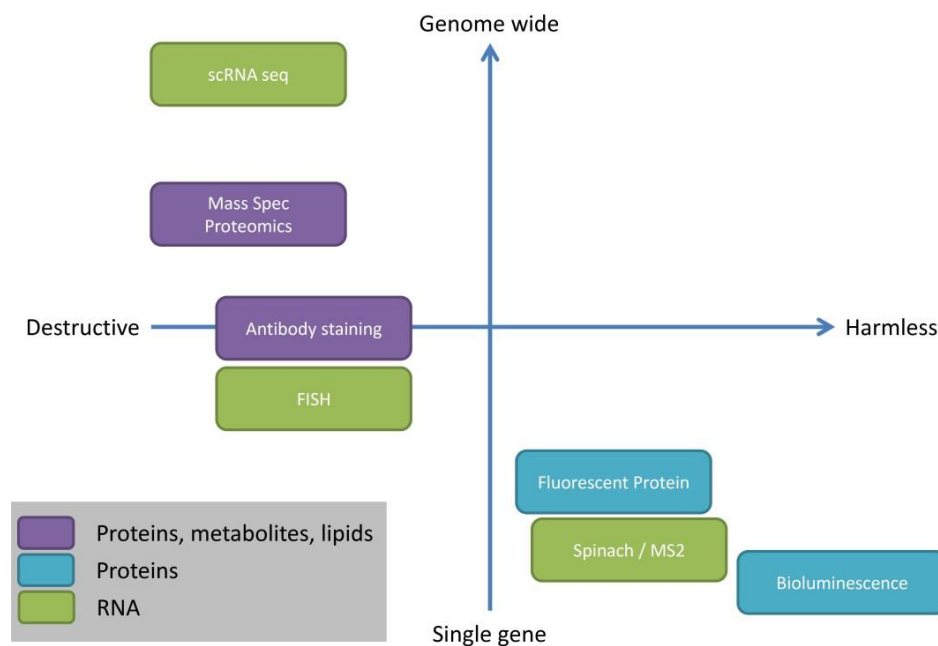 Genome wide
scRNA seq
Mass Spec
Proteomics
Destructive
Antibody staining
Harmless
FISH
Fluorescent Protein
Spinach / MS2
Bioluminescence
Proteins, metabolites, lipids
Proteins
RNA
Single gene